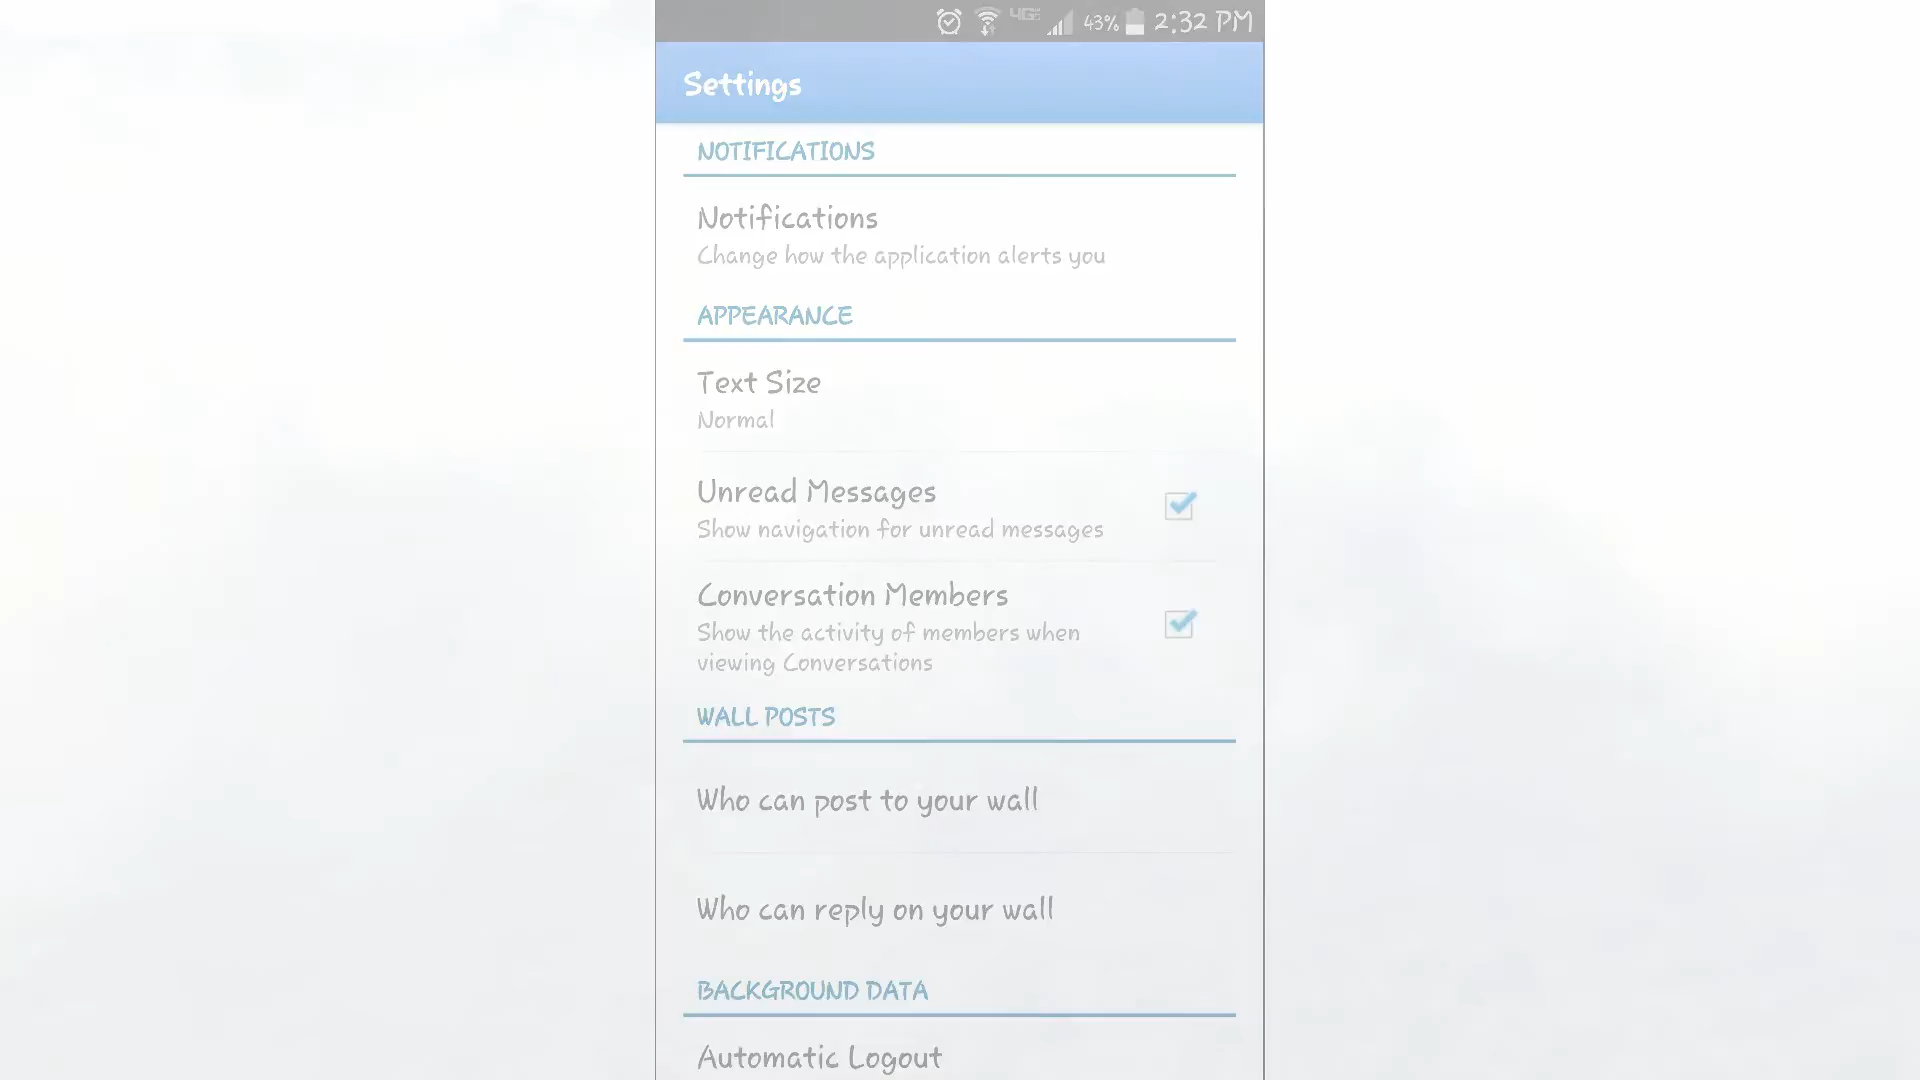 4G 43% 2:32 PM
Settings
NOTIFICATIONS
Notifications
Change how the application alerts you
APPEARANCE
Text Size
Normal
Unread Messages
Show navigation for unread messages
Conversation Members
Show the activity of members when
viewing Conversations
WALL POSTS
Who can post to your wall
Who can reply on your wall
BACKGROUND DATA
Automatic Logout